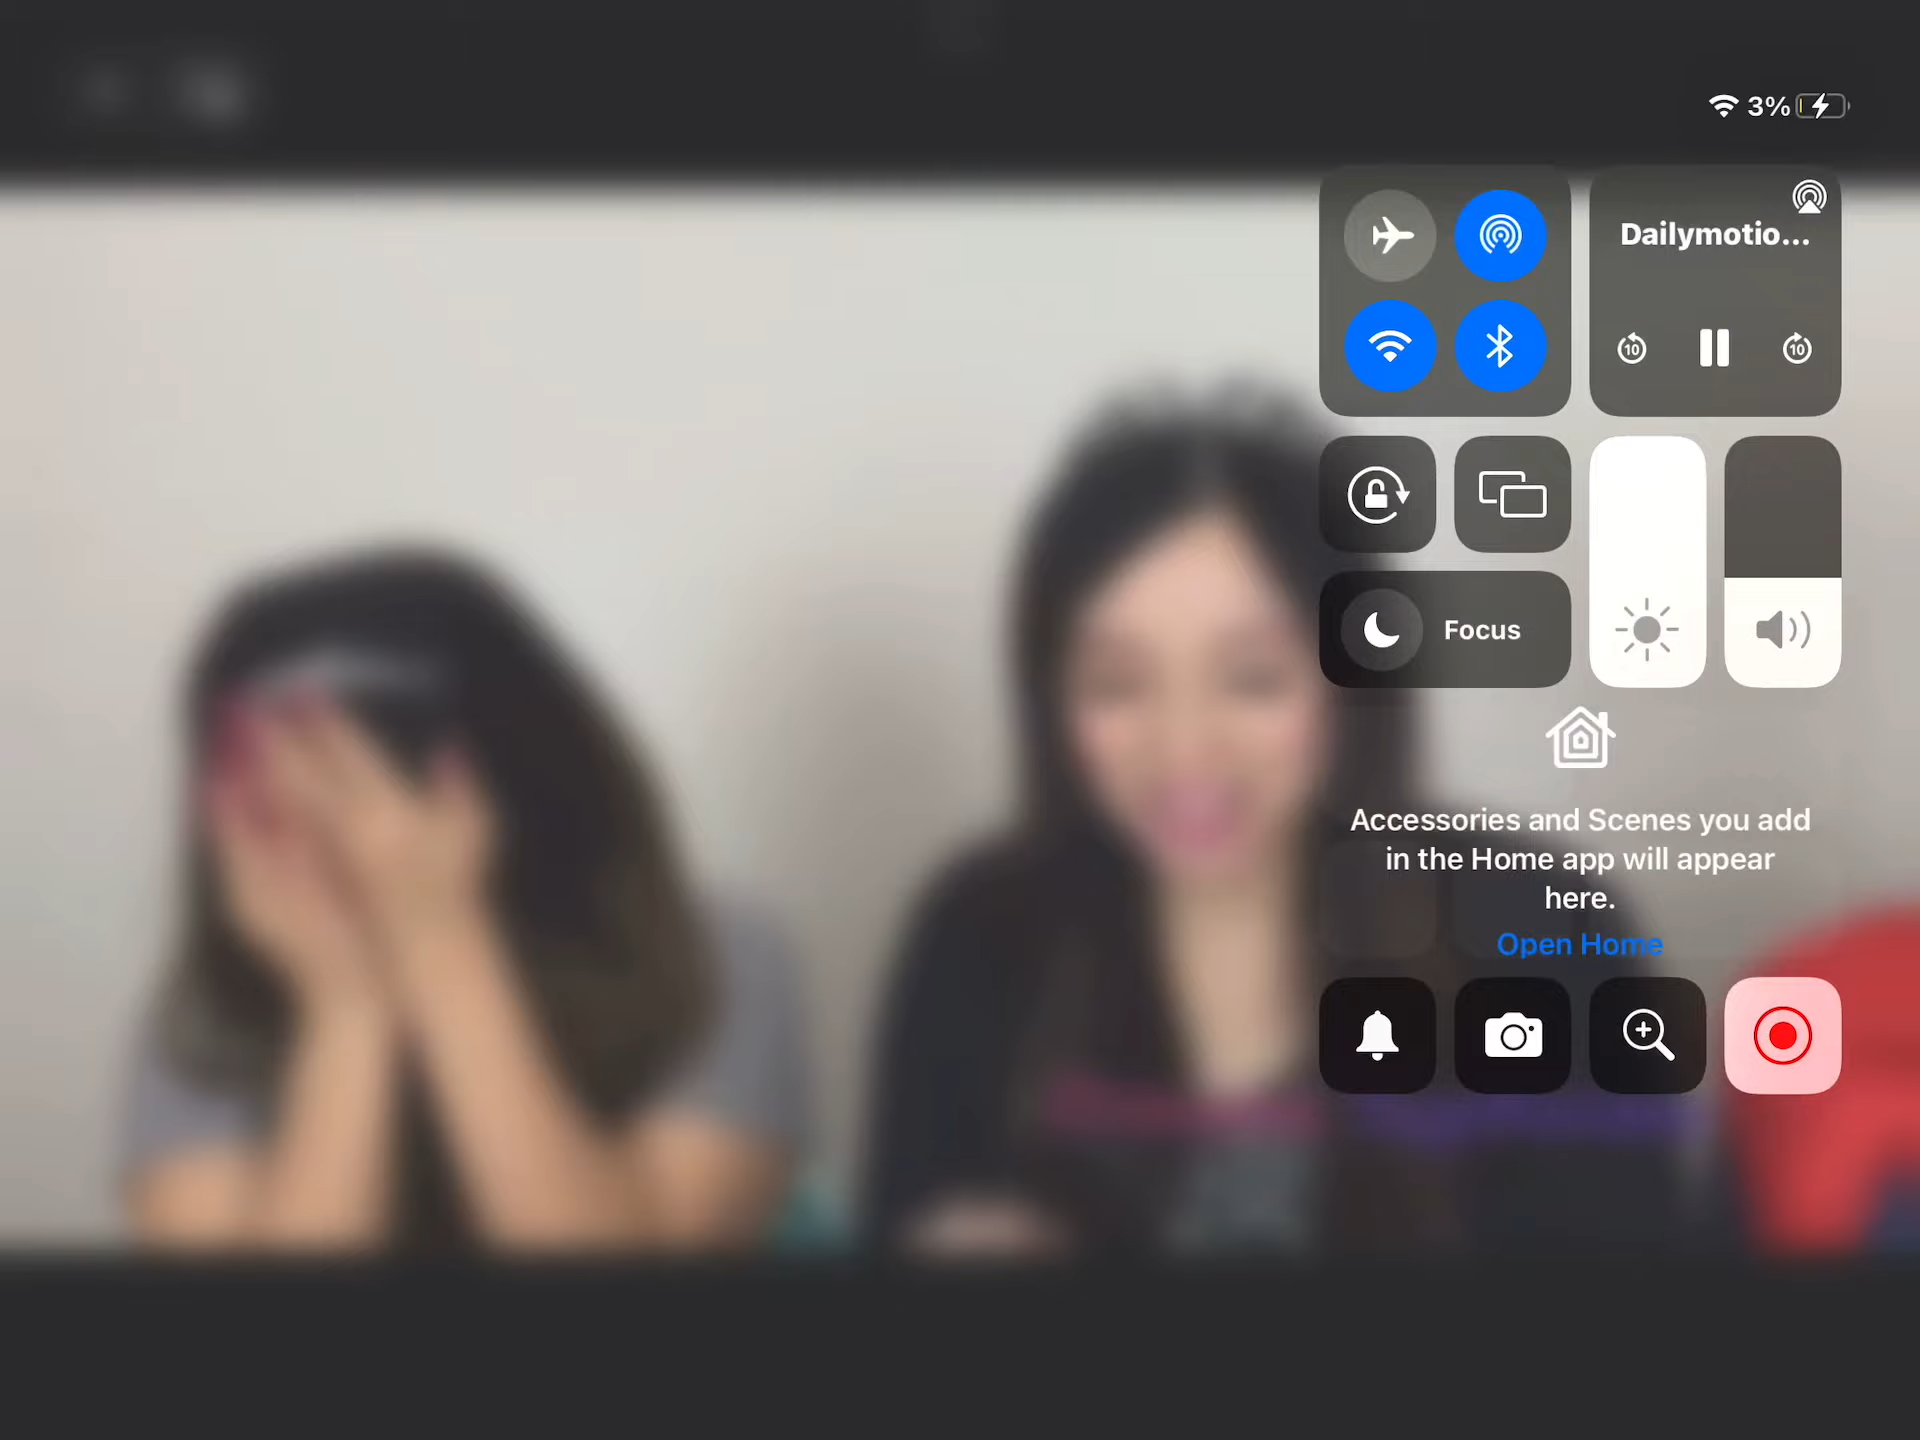 3%
Dailymotio...
10
10
Focus
Accessories and Scenes you add
in the Home app will appear
here.
Open Home